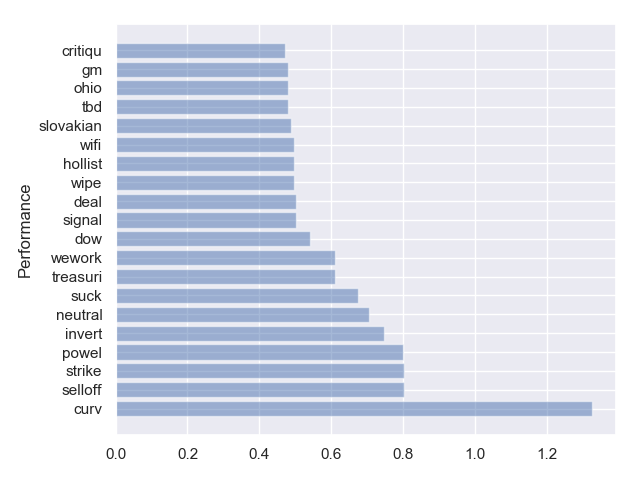 critiqu
gm
ohio
tbd
slovakian
wifi
hollist
wipe
deal
signal
dow
wework
treasuri
suck
neutral
invert
powel
strike
selloff
curv
Performance
0.0 0.2 0.4 0.6 0.8 1.0 1.2